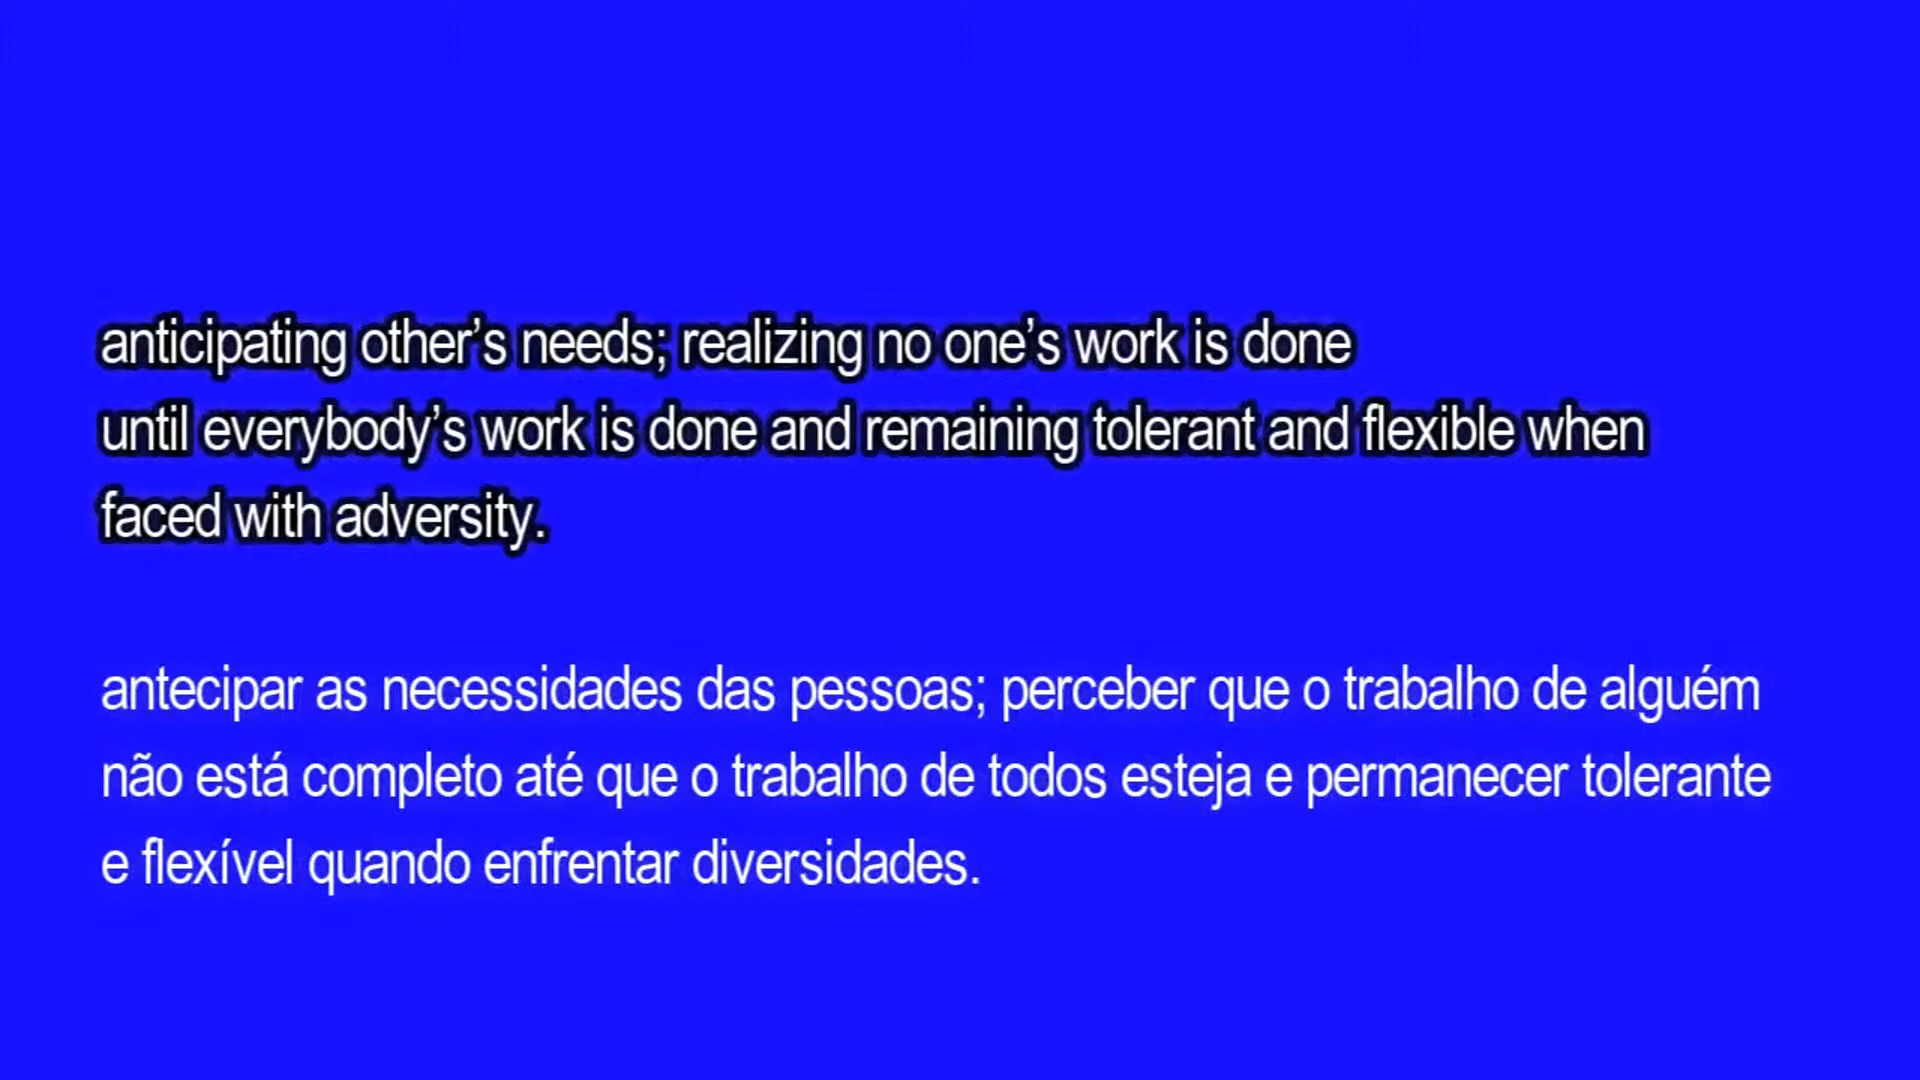 anticipating other’s needs; realizing no one’s work is done
until everybody’s work is done and remaining tolerant and flexible when
faced with adversity.
antecipar as necessidades das pessoas; perceber que o trabalho de alguém
não está completo até que o trabalho de todos esteja e permanecer tolerante
e flexível quando enfrentar diversidades.